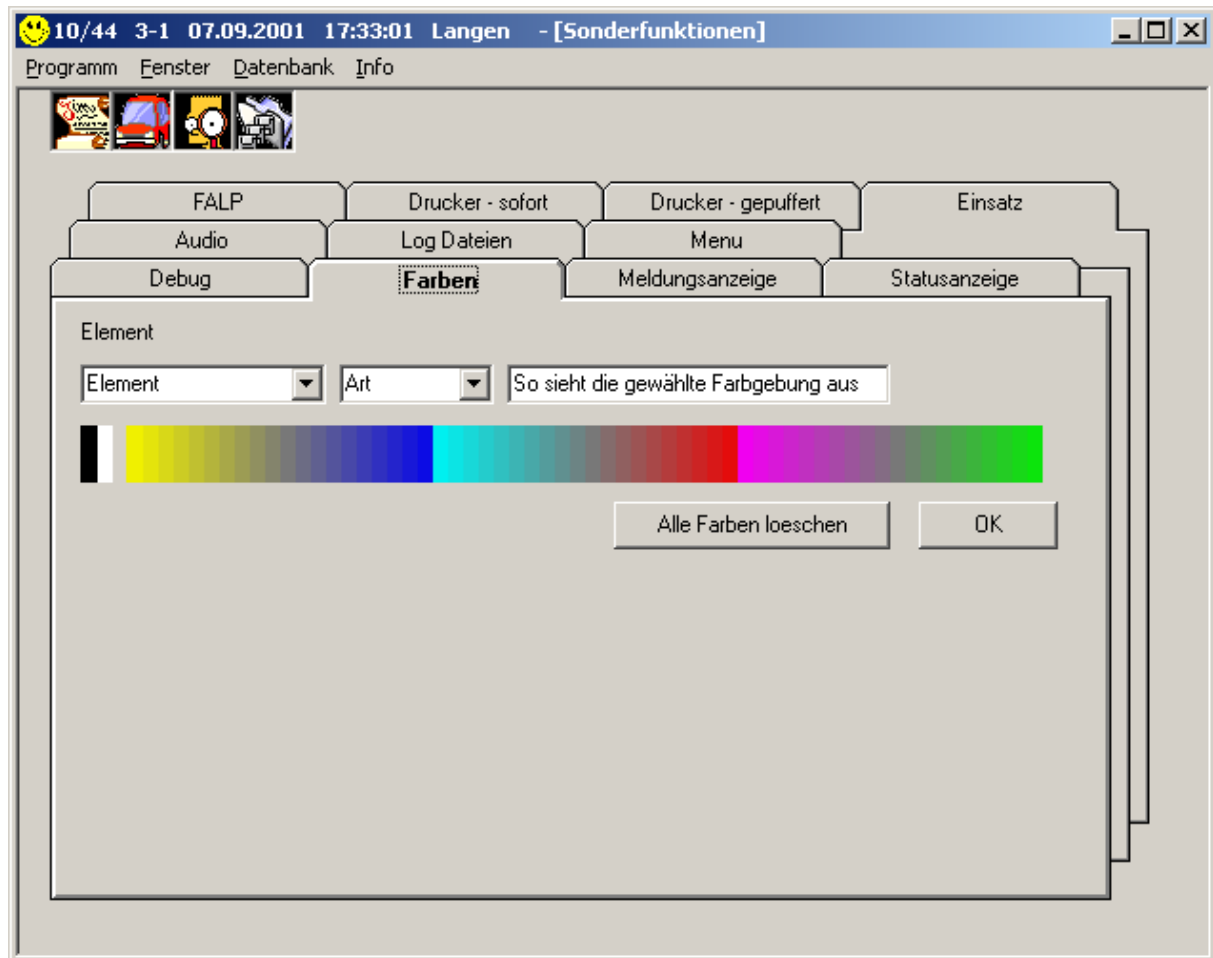 10/44 3-1 07.09.2001 17:33:01 Langen - [Sonderfunktionen]
Programm Fenster Datenbank Info
FALP Drucker - sofort Drucker - gepuffert Einsatz
Audio Log Dateien Menu
Debug Farben Meldungsanzeige Statusanzeige
Element
Element Art So sieht die gewählte Farbgebung aus
Alle Farben loeschen OK